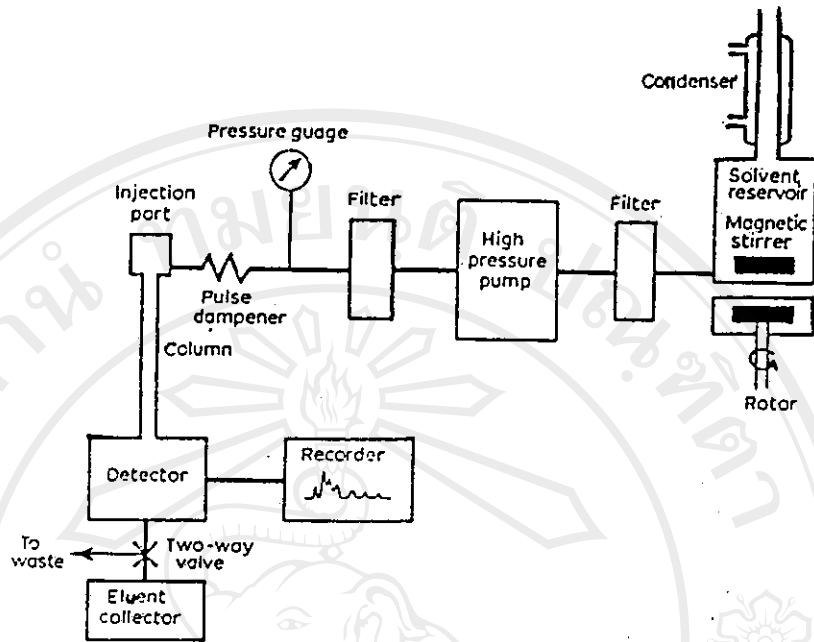 Condenser
Pressure guage
Solvent
reservoir
Injection
port
Filter
Filter
Magnetic
stirrer
High
pressure
pump
Pulse
dampener
Column
Rotor
Detector
Recorder
To
waste
Two-way
valve
Eluent
collector